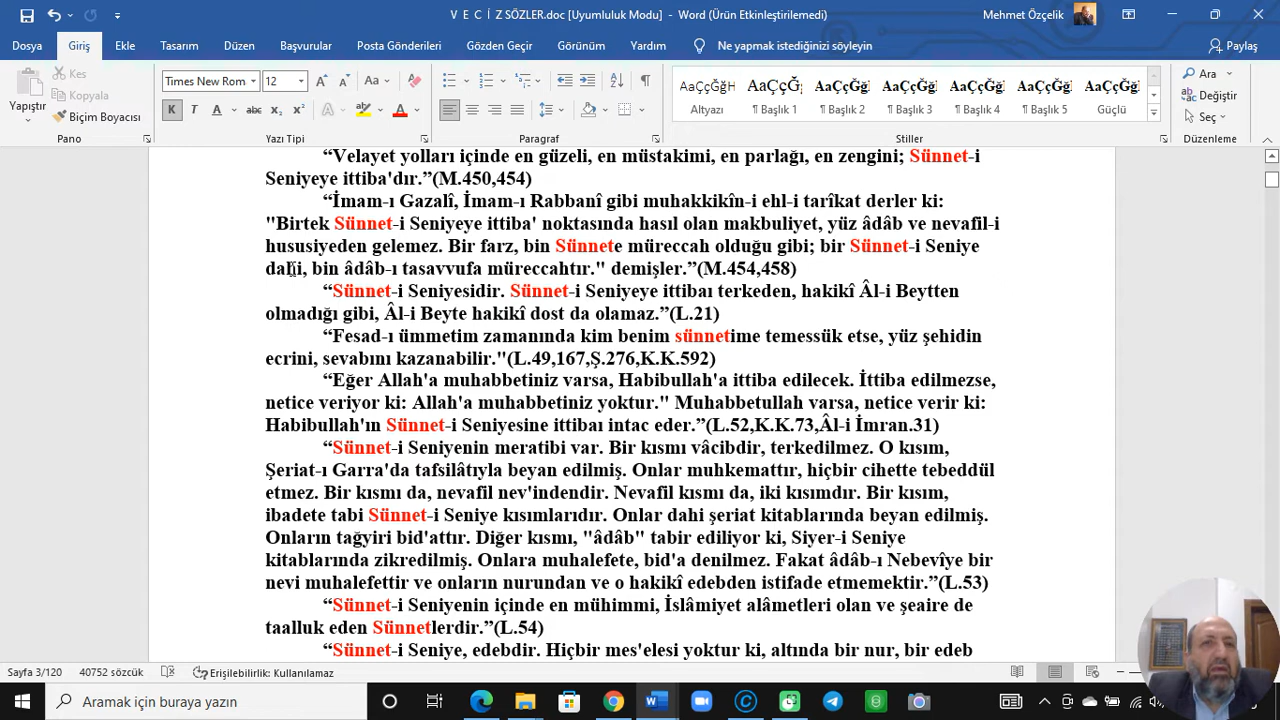 V E C İ Z SÖZLER.doc [Uyumluluk Modu] - Word (Ürün Etkinleştirilemedi)
Mehmet Özçelik
Dosya Giriş Ekle Tasarım Düzen Başvurular Posta Gönderileri Gözden Geçir Görünüm Yardım Ne yapmak istediğinizi söyleyin Paylaş
Yapıştır
Kes
Kopyala
Biçim Boyacısı
Pano
Times New Rom 12
K T A abc x₂ x²
Yazı Tipi
Paragraf
AaÇçĞğH AaÇçĞ AaÇçĞğ AaÇçĞğ AaÇçĞğ AaÇçĞğ AaÇçĞğ
Altyazı ¶ Başlık 1 ¶ Başlık 2 ¶ Başlık 3 ¶ Başlık 4 ¶ Başlık 5 Güçlü
Stiller
Ara
Değiştir
Seç
Düzenleme
“Velayet yolları içinde en güzeli, en müstakimi, en parlağı, en zengini; Sünnet-i
Seniyeye ittiba'dır.”(M.450,454)
“İmam-ı Gazalî, İmam-ı Rabbanî gibi muhakkikîn-i ehl-i tarîkat derler ki:
"Birtek Sünnet-i Seniyeye ittiba' noktasında hasıl olan makbuliyet, yüz âdâb ve nevafil-i
hususiyeden gelemez. Bir farz, bin Sünnete müreccah olduğu gibi; bir Sünnet-i Seniye
dahi, bin âdâb-ı tasavvufa müreccahtır." demişler.”(M.454,458)
“Sünnet-i Seniyesidir. Sünnet-i Seniyeye ittibaı terkeden, hakikî Âl-i Beytten
olmadığı gibi, Âl-i Beyte hakikî dost da olamaz.”(L.21)
“Fesad-ı ümmetim zamanında kim benim sünnetime temessük etse, yüz şehidin
ecrini, sevabını kazanabilir."(L.49,167,Ş.276,K.K.592)
“Eğer Allah'a muhabbetiniz varsa, Habibullah'a ittiba edilecek. İttiba edilmezse,
netice veriyor ki: Allah'a muhabbetiniz yoktur." Muhabbetullah varsa, netice verir ki:
Habibullah'ın Sünnet-i Seniyesine ittibaı intac eder.”(L.52,K.K.73,Âl-i İmran.31)
“Sünnet-i Seniyenin meratibi var. Bir kısmı vâcibdir, terkedilmez. O kısım,
Şeriat-ı Garra'da tafsilâtıyla beyan edilmiş. Onlar muhkemattır, hiçbir cihette tebeddül
etmez. Bir kısmı da, nevafil nev'indendir. Nevafil kısmı da, iki kısımdır. Bir kısım,
ibadete tabi Sünnet-i Seniye kısımlarıdır. Onlar dahi şeriat kitablarında beyan edilmiş.
Onların tağyiri bid'attır. Diğer kısmı, "âdâb" tabir ediliyor ki, Siyer-i Seniye
kitablarında zikredilmiş. Onlara muhalefete, bid'a denilmez. Fakat âdâb-ı Nebevîye bir
nevi muhalefettir ve onların nurundan ve o hakikî edebden istifade etmemektir.”(L.53)
“Sünnet-i Seniyenin içinde en mühimmi, İslâmiyet alâmetleri olan ve şeaire de
taalluk eden Sünnetlerdir.”(L.54)
“Sünnet-i Seniye, edebdir. Hiçbir mes'elesi yoktur ki, altında bir nur, bir edeb
Sayfa 3/120 40752 sözcük Erişilebilirlik: Kullanılamaz
Aramak için buraya yazın